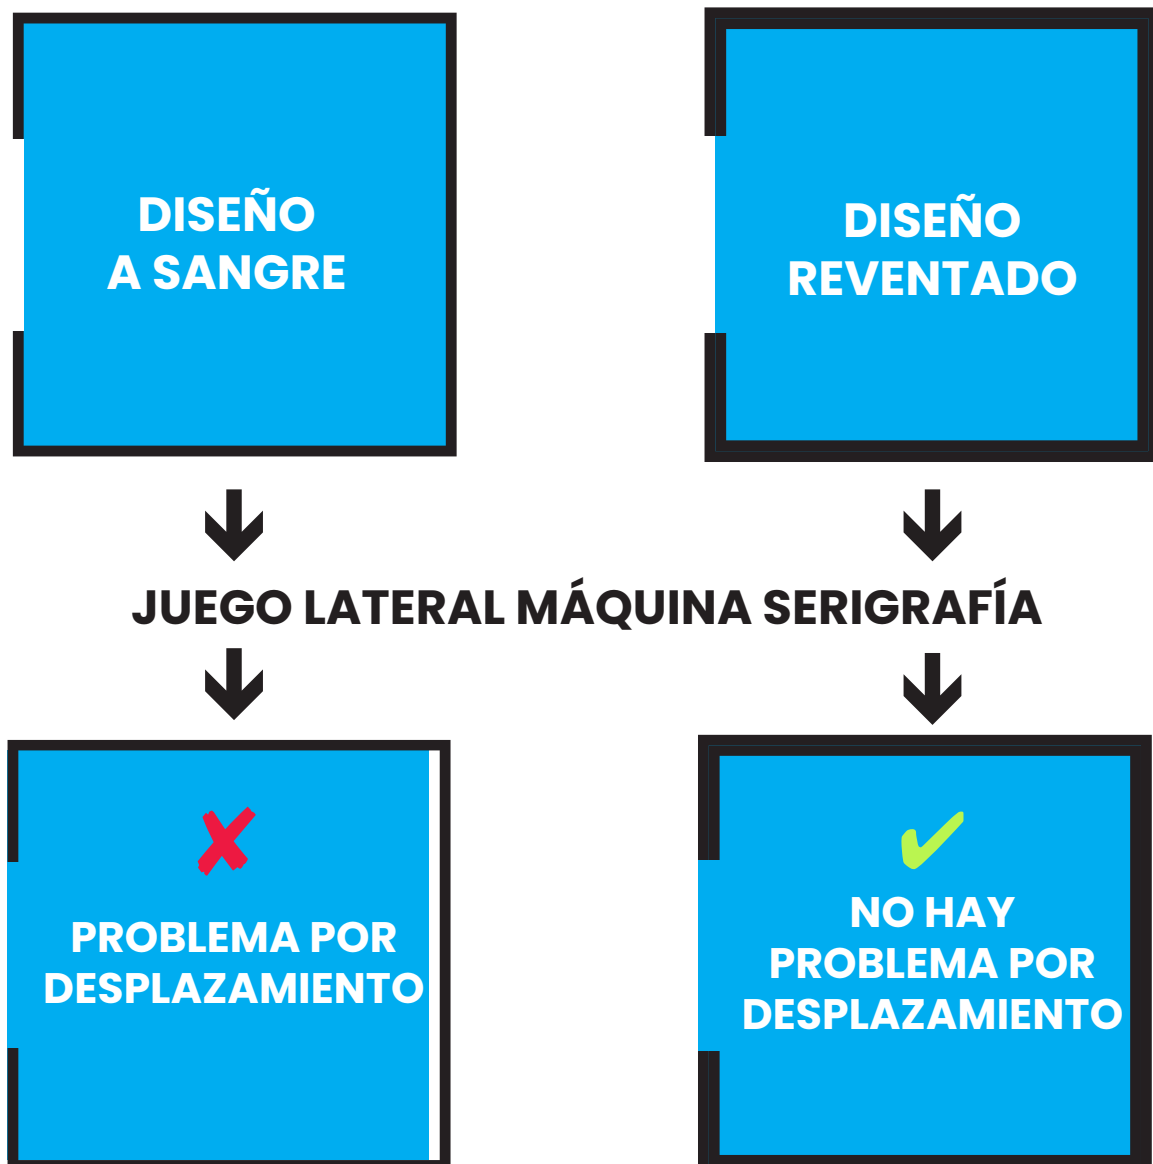 DISEÑO
A SANGRE
DISEÑO
REVENTADO
JUEGO LATERAL MÁQUINA SERIGRAFÍA
PROBLEMA POR
DESPLAZAMIENTO
NO HAY
PROBLEMA POR
DESPLAZAMIENTO